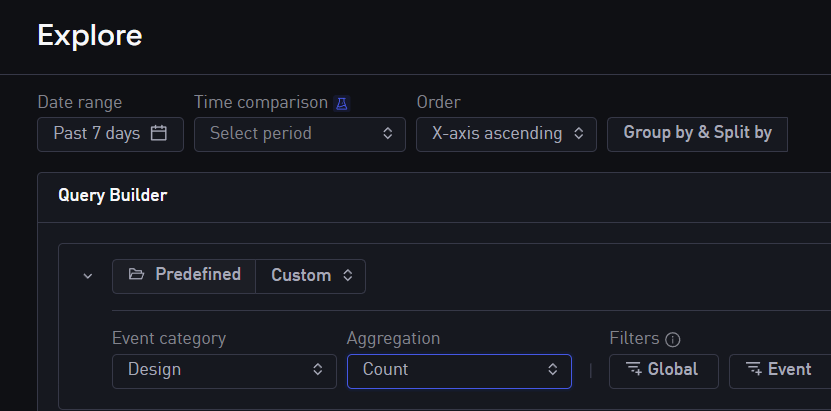 Explore
Date range Time comparison Order
Past 7 days Select period X-axis ascending Group by & Split by
Query Builder
Predefined Custom
Event category Aggregation Filters
Design Count Global Event